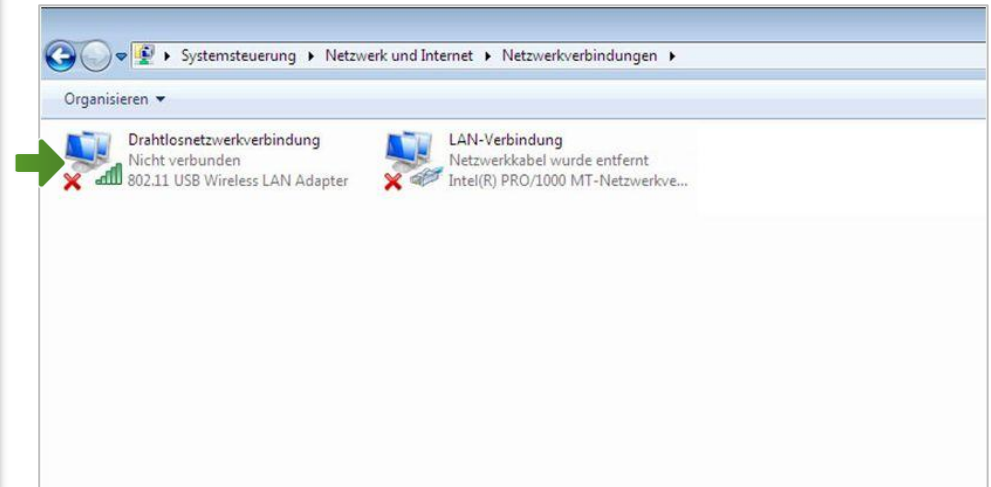 Systemsteuerung Netzwerk und Internet Netzwerkverbindungen
Organisieren
Drahtlosnetzwerkverbindung
Nicht verbunden
802.11 USB Wireless LAN Adapter
LAN-Verbindung
Netzwerkkabel wurde entfernt
Intel(R) PRO/1000 MT-Netzwerkve...